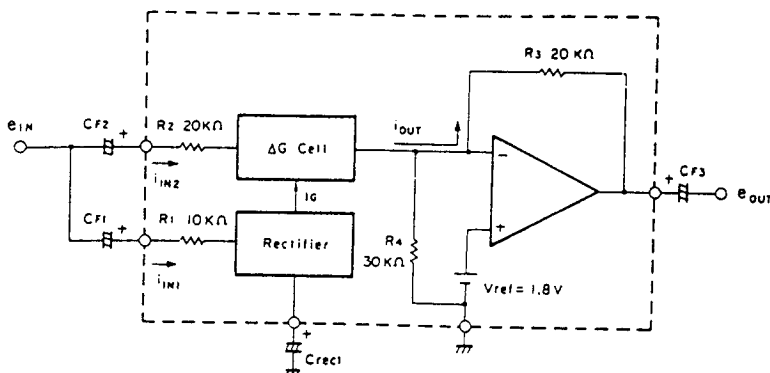 R3 20KΩ
eIN
CF2 +
R2 20KΩ
ΔG Cell
iOUT
−
+
+ CF3
eOUT
iIN2
IG
CF1 +
R1 10KΩ
Rectifier
R4
30KΩ
Vref = 1.8V
iIN1
+
Crect